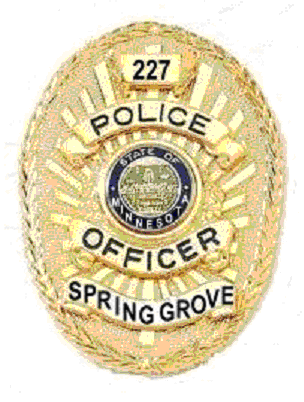 227
POLICE
STATE OF
MINNESOTA
OFFICER
SPRING GROVE